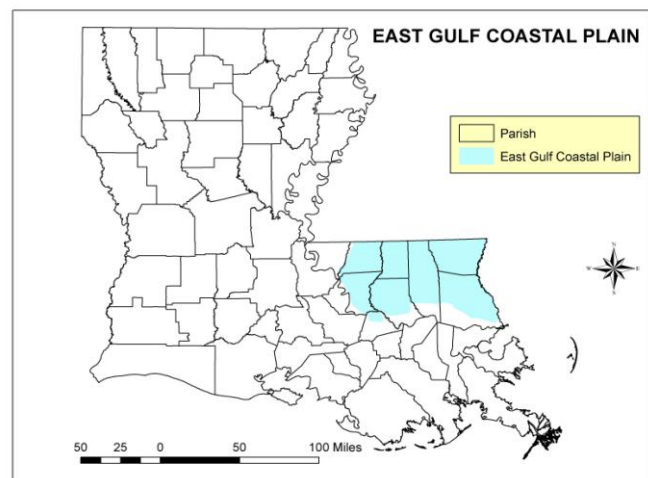 EAST GULF COASTAL PLAIN
Parish
East Gulf Coastal Plain
N
W E
S
50 25 0 50 100 Miles